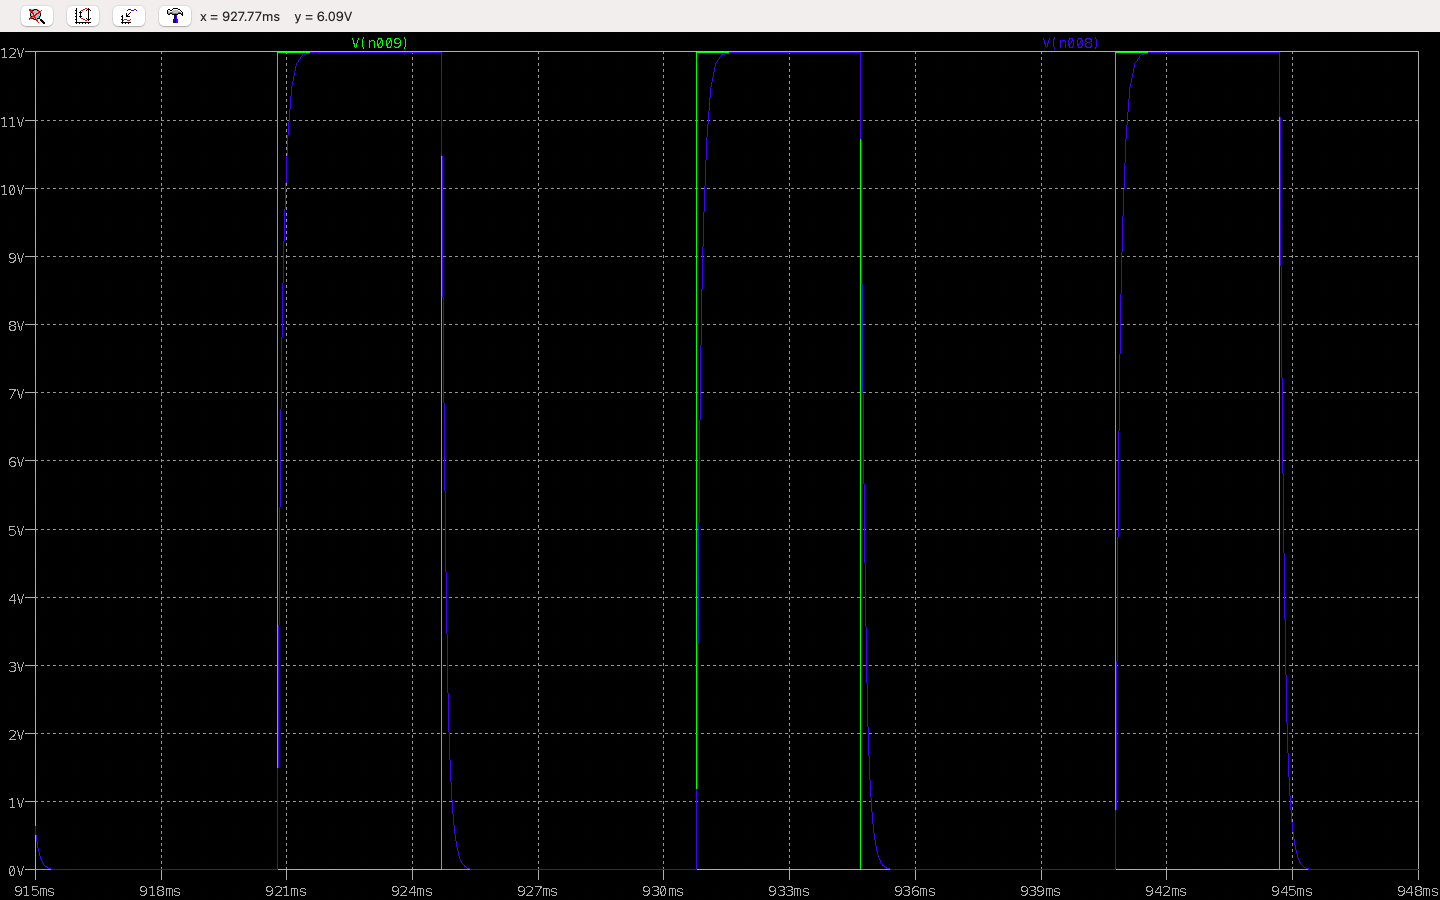 x = 927.77ms y = 6.09V
V(n009) V(n008)
12V
11V
10V
9V
8V
7V
6V
5V
4V
3V
2V
1V
0V
915ms 918ms 921ms 924ms 927ms 930ms 933ms 936ms 939ms 942ms 945ms 948ms